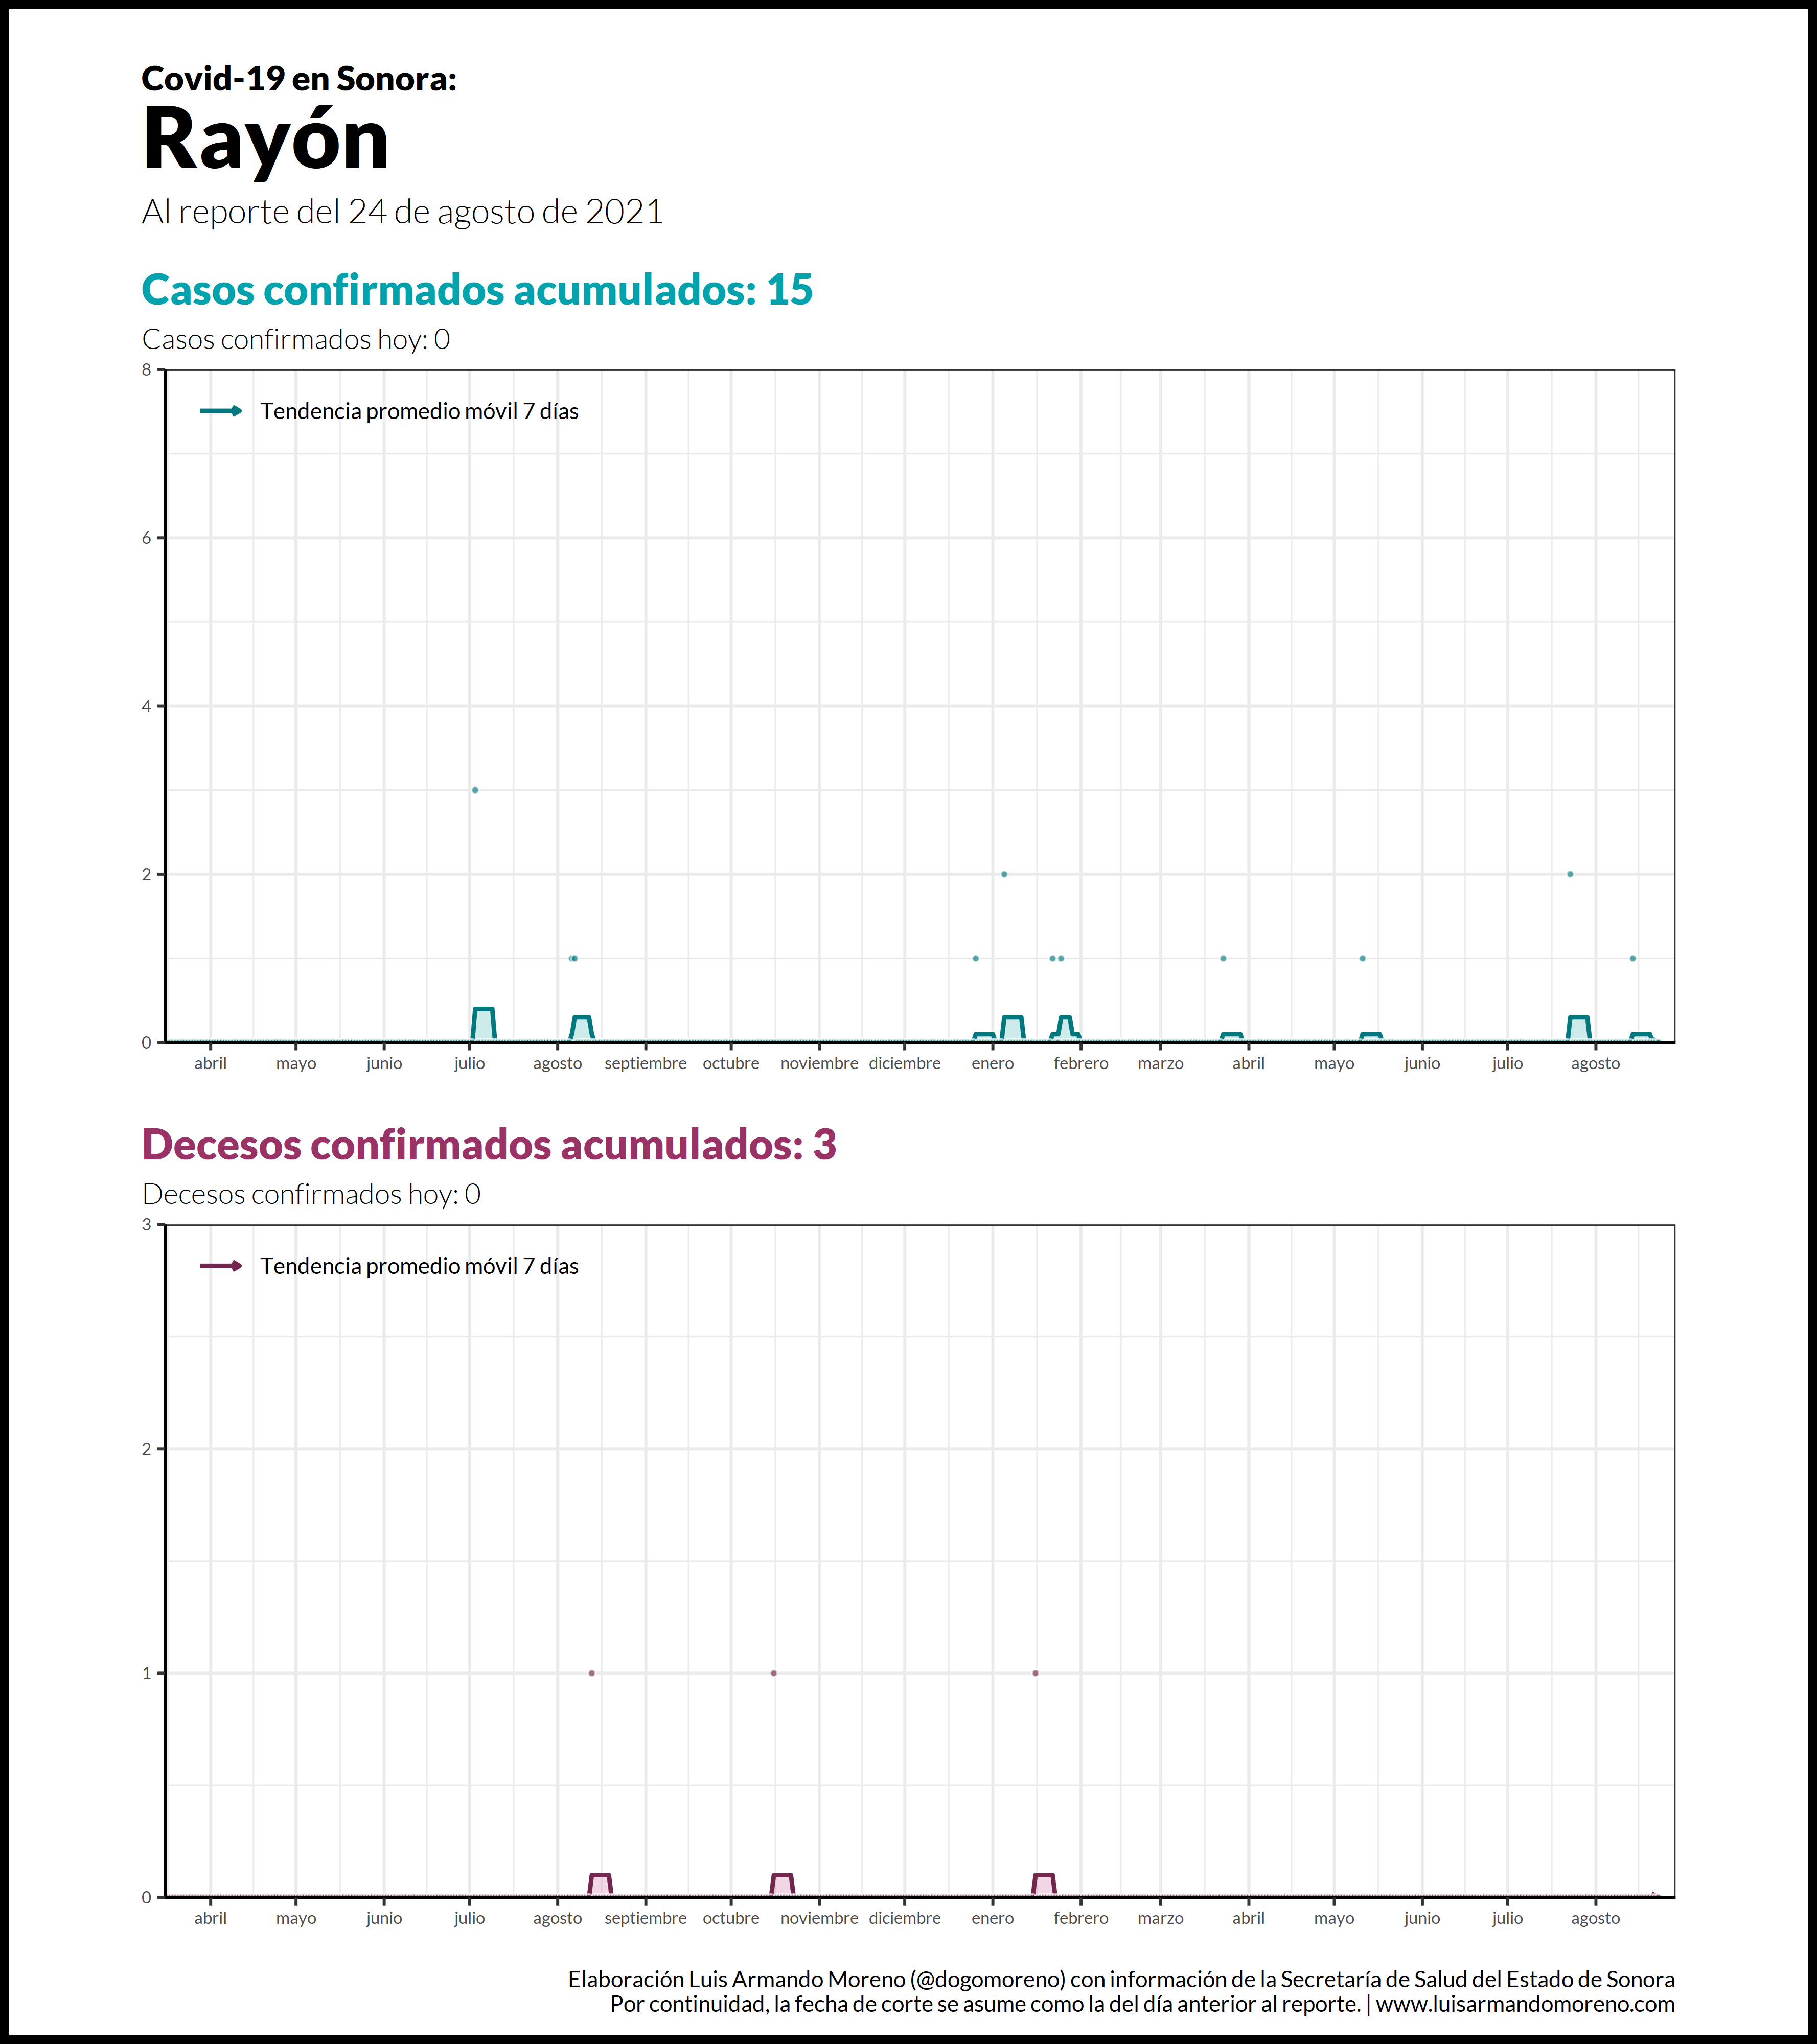 Covid-19 en Sonora:
Rayón
Al reporte del 24 de agosto de 2021
Casos confirmados acumulados: 15
Casos confirmados hoy: 0
8
Tendencia promedio móvil 7 días
6
4
2
0
abril mayo junio julio agosto septiembre octubre noviembre diciembre enero febrero marzo abril mayo junio julio agosto
Decesos confirmados acumulados: 3
Decesos confirmados hoy: 0
3
Tendencia promedio móvil 7 días
2
1
0
abril mayo junio julio agosto septiembre octubre noviembre diciembre enero febrero marzo abril mayo junio julio agosto
Elaboración Luis Armando Moreno (@dogomoreno) con información de la Secretaría de Salud del Estado de Sonora
Por continuidad, la fecha de corte se asume como la del día anterior al reporte. | www.luisarmandomoreno.com